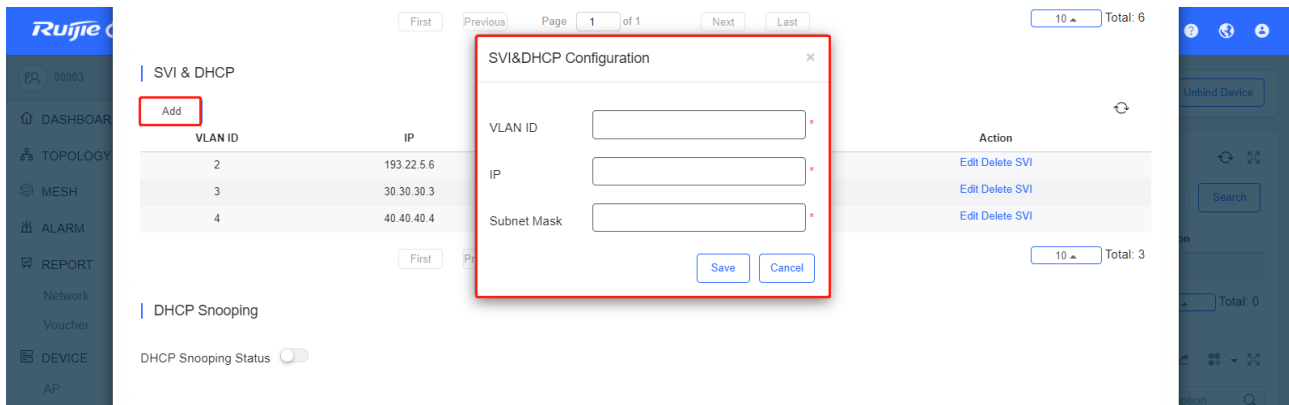 Ruijie
First Previous Page 1 of 1 Next Last 10 Total: 6
00003
Unbind Device
SVI & DHCP
SVI&DHCP Configuration ×
Add
DASHBOAR
VLAN ID IP Action
VLAN ID *
TOPOLOGY
2 193.22.5.6 Edit Delete SVI
IP *
MESH
3 30.30.30.3 Edit Delete SVI
Search
ALARM
4 40.40.40.4 Edit Delete SVI
Subnet Mask *
on
REPORT
First Pr 10 Total: 3
Save Cancel
Network
Total: 0
DHCP Snooping
Voucher
DEVICE
DHCP Snooping Status
AP
ption